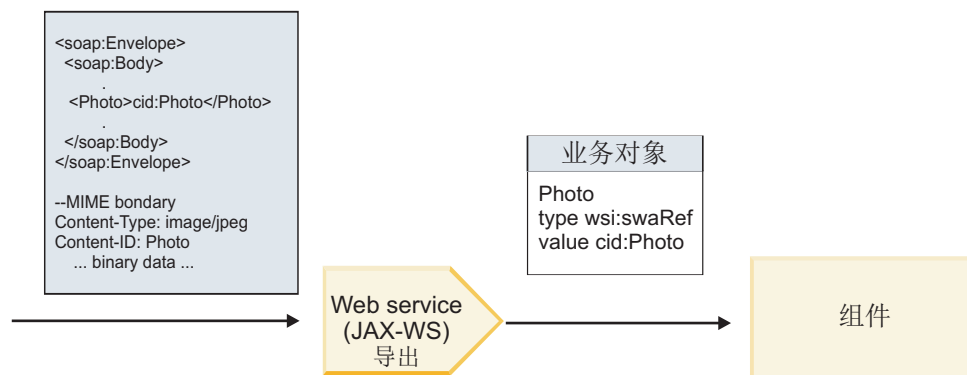 <soap:Envelope>
<soap:Body>
.
<Photo>cid:Photo</Photo>
.
</soap:Body>
</soap:Envelope>
--MIME bondary
Content-Type: image/jpeg
Content-ID: Photo
... binary data ...
业务对象
Photo
type wsi:swaRef
value cid:Photo
Web service
(JAX-WS)
导出
组件